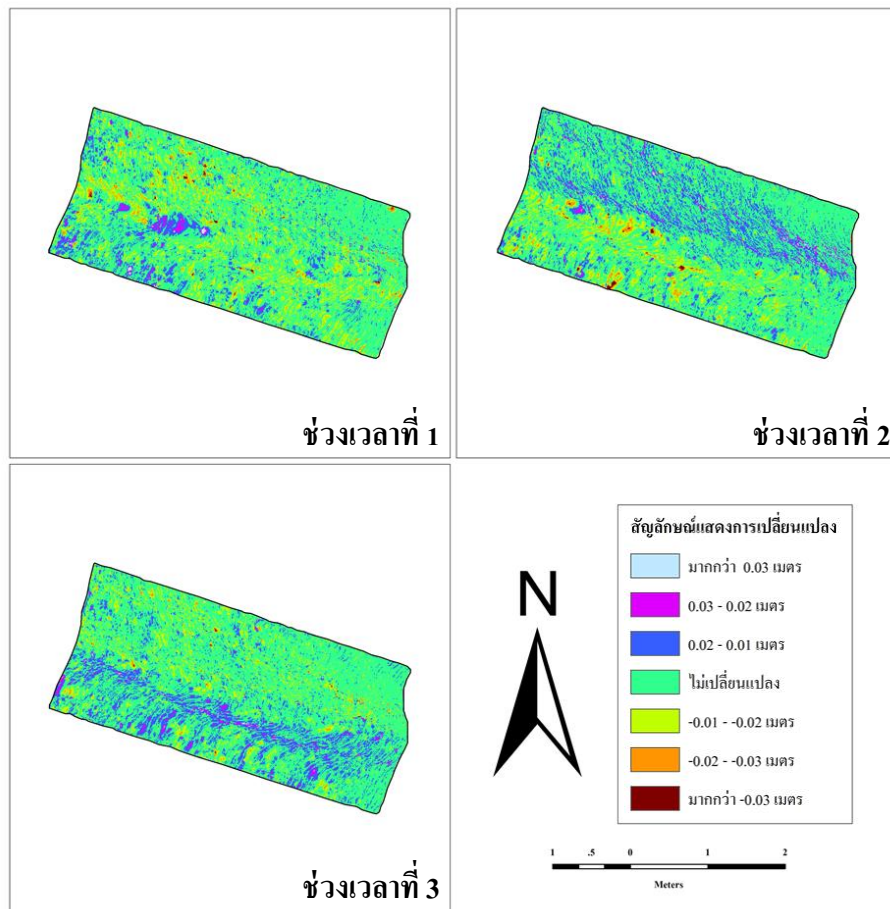 ช่วงเวลาที่ 1
ช่วงเวลาที่ 2
ช่วงเวลาที่ 3
N
สัญลักษณ์แสดงการเปลี่ยนแปลง
มากกว่า 0.03 เมตร
0.03 - 0.02 เมตร
0.02 - 0.01 เมตร
ไม่เปลี่ยนแปลง
-0.01 - -0.02 เมตร
-0.02 - -0.03 เมตร
มากกว่า -0.03 เมตร
1 .5 0 1 2
Meters